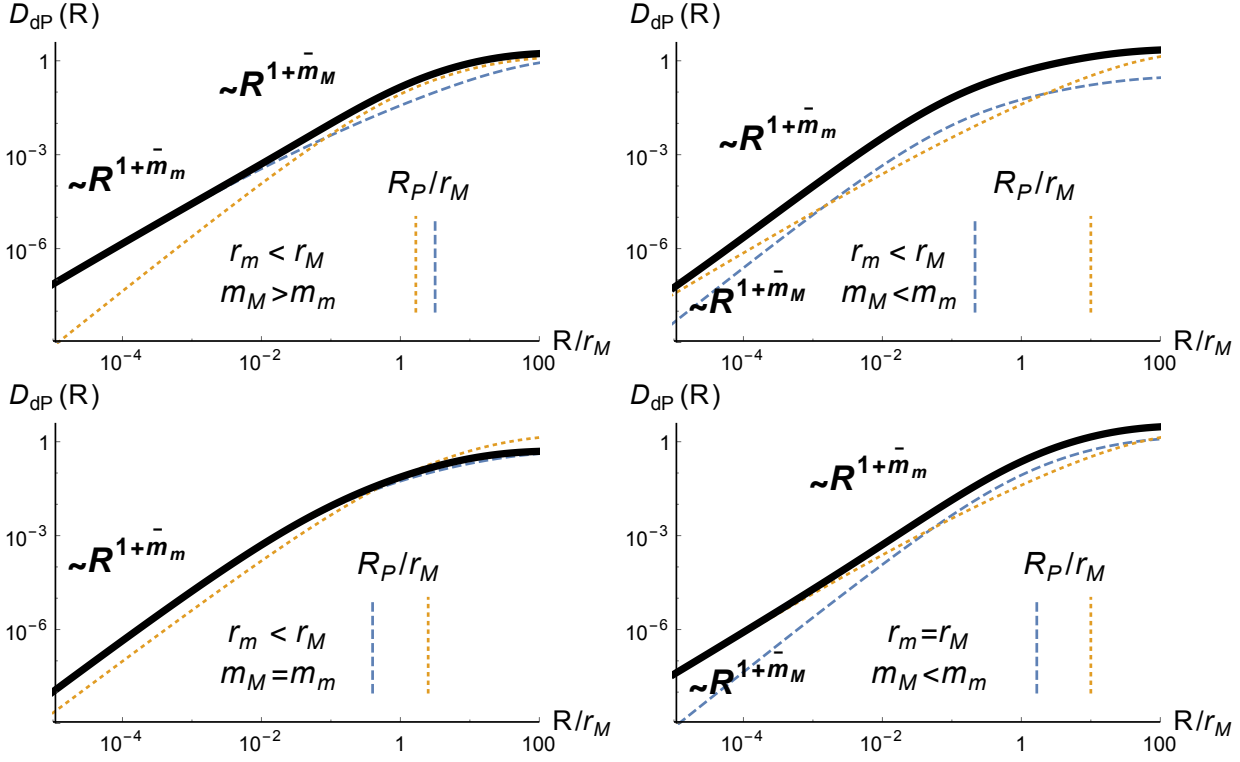 D_dP (R)
1
10^-3
10^-6
~R^1+m̄_M
~R^1+m̄_m
R_P/r_M
r_m < r_M
m_M>m_m
10^-4
10^-2
1
100
R/r_M
D_dP (R)
1
10^-3
10^-6
~R^1+m̄_m
R_P/r_M
r_m < r_M
~R^1+m̄_M
m_M<m_m
10^-4
10^-2
1
100
R/r_M
D_dP (R)
1
10^-3
10^-6
~R^1+m̄_m
R_P/r_M
r_m < r_M
m_M=m_m
10^-4
10^-2
1
100
R/r_M
D_dP (R)
1
10^-3
10^-6
~R^1+m̄_m
R_P/r_M
r_m=r_M
~R^1+m̄_M
m_M<m_m
10^-4
10^-2
1
100
R/r_M